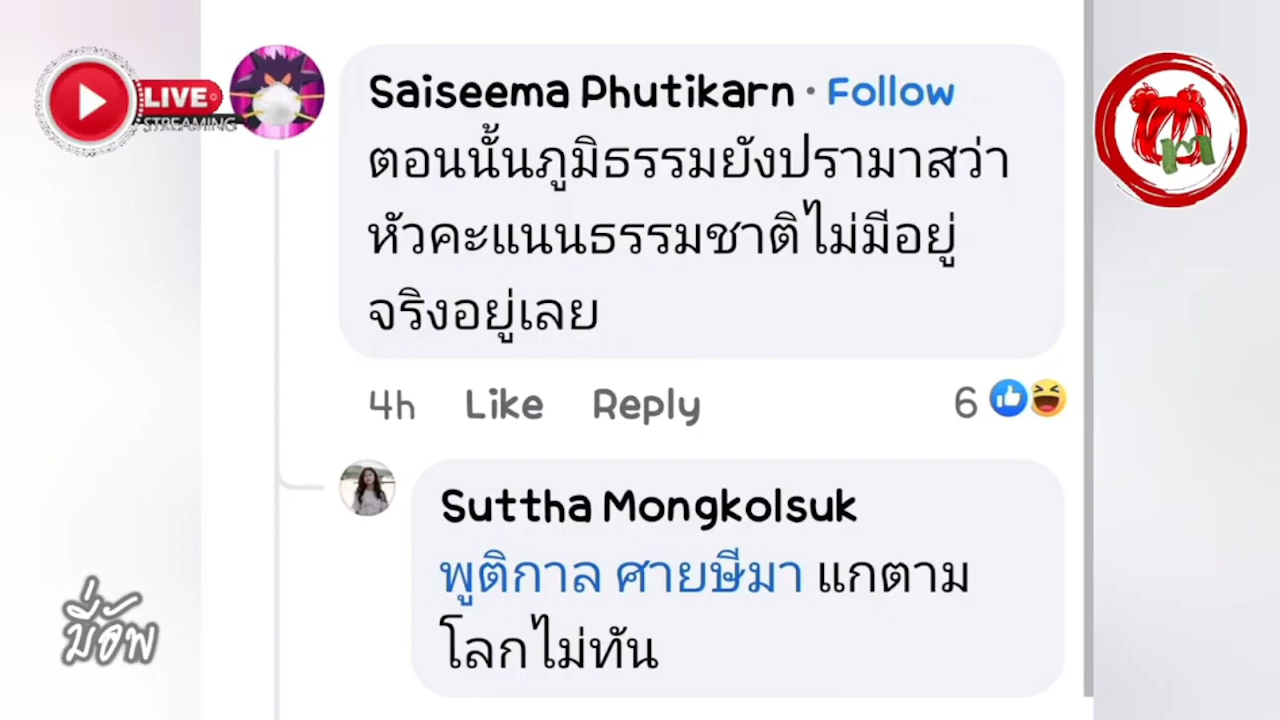 LIVE
STREAMING
Saiseema Phutikarn · Follow
ตอนนั้นภูมิธรรมยังปรามาสว่า
หัวคะแนนธรรมชาติไม่มีอยู่
จริงอยู่เลย
4h Like Reply 6
Suttha Mongkolsuk
พูติกาล ศายษีมา แกตาม
โลกไม่ทัน
บี๋อัพ